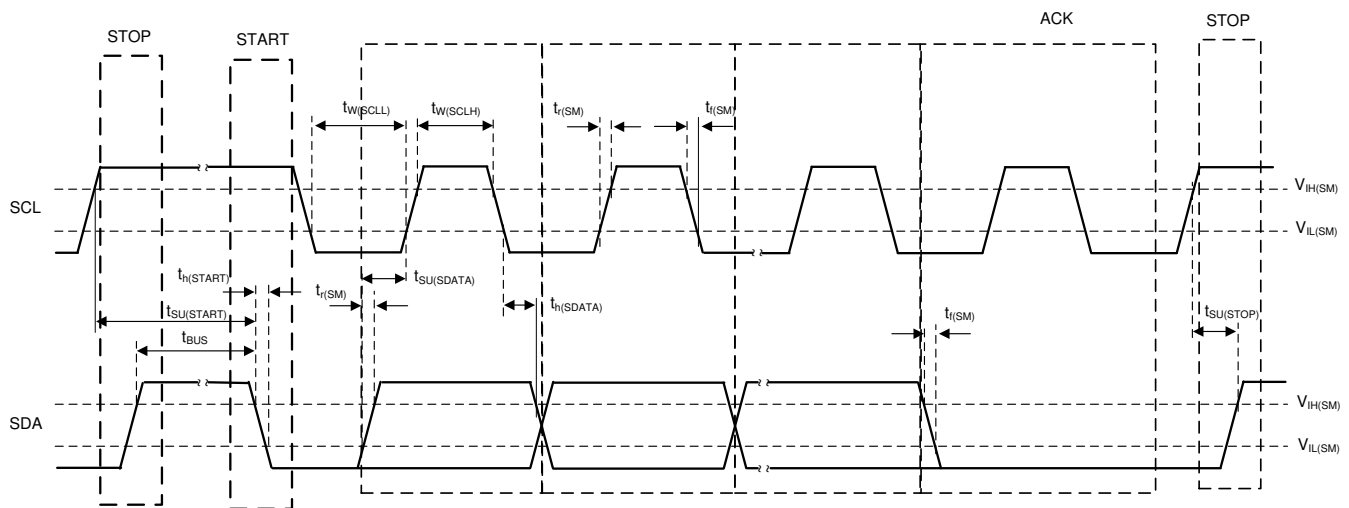 ACK
STOP
STOP
START
tW(SCLL)
tW(SCLH)
tr(SM)
tf(SM)
VIH(SM)
SCL
VIL(SM)
th(START)
tr(SM)
tSU(SDATA)
th(SDATA)
tSU(START)
tf(SM)
tSU(STOP)
tBUS
VIH(SM)
SDA
VIL(SM)